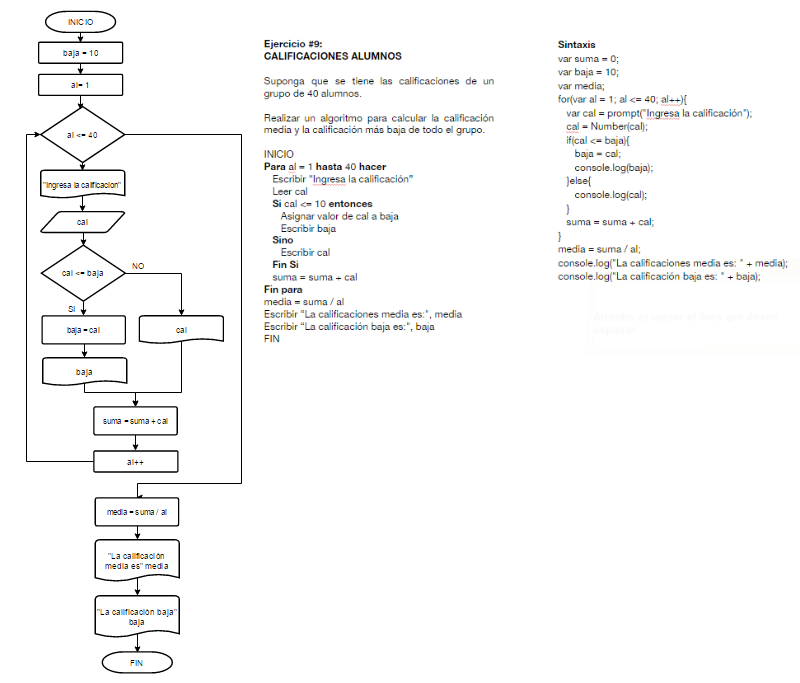 INICIO
baja = 10
al= 1
al <= 40
"Ingresa la calificación"
cal
cal <= baja
NO
SI
baja = cal
cal
baja
suma = suma + cal
al++
media = suma / al
"La calificación
media es" media
"La calificación baja"
baja
FIN
Ejercicio #9:
CALIFICACIONES ALUMNOS
Suponga que se tiene las calificaciones de un
grupo de 40 alumnos.
Realizar un algoritmo para calcular la calificación
media y la calificación más baja de todo el grupo.
INICIO
Para al = 1 hasta 40 hacer
Escribir "Ingresa la calificación"
Leer cal
Si cal <= 10 entonces
Asignar valor de cal a baja
Escribir baja
Sino
Escribir cal
Fin Si
suma = suma + cal
Fin para
media = suma / al
Escribir "La calificaciones media es:", media
Escribir "La calificación baja es:", baja
FIN
Sintaxis
var suma = 0;
var baja = 10;
var media;
for(var al = 1; al <= 40; al++){
var cal = prompt("Ingresa la calificación");
cal = Number(cal);
if(cal <= baja){
baja = cal;
console.log(baja);
}else{
console.log(cal);
}
suma = suma + cal;
}
media = suma / al;
console.log("La calificaciones media es: " + media);
console.log("La calificación baja es: " + baja);